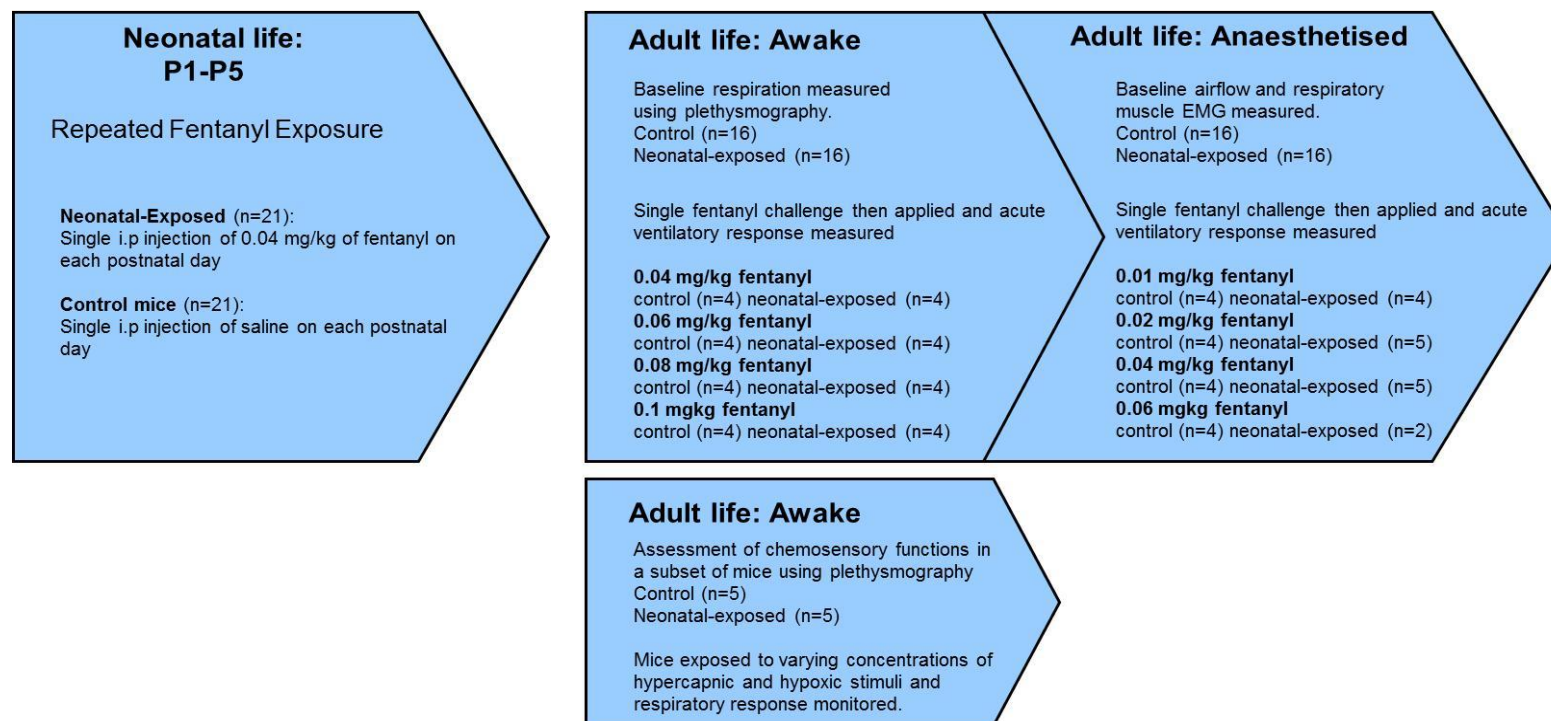 Neonatal life:
P1-P5
Repeated Fentanyl Exposure
Neonatal-Exposed (n=21):
Single i.p injection of 0.04 mg/kg of fentanyl on
each postnatal day
Control mice (n=21):
Single i.p injection of saline on each postnatal
day
Adult life: Awake
Baseline respiration measured
using plethysmography.
Control (n=16)
Neonatal-exposed (n=16)
Single fentanyl challenge then applied and acute
ventilatory response measured
0.04 mg/kg fentanyl
control (n=4) neonatal-exposed (n=4)
0.06 mg/kg fentanyl
control (n=4) neonatal-exposed (n=4)
0.08 mg/kg fentanyl
control (n=4) neonatal-exposed (n=4)
0.1 mgkg fentanyl
control (n=4) neonatal-exposed (n=4)
Adult life: Anaesthetised
Baseline airflow and respiratory
muscle EMG measured.
Control (n=16)
Neonatal-exposed (n=16)
Single fentanyl challenge then applied and acute
ventilatory response measured
0.01 mg/kg fentanyl
control (n=4) neonatal-exposed (n=4)
0.02 mg/kg fentanyl
control (n=4) neonatal-exposed (n=5)
0.04 mg/kg fentanyl
control (n=4) neonatal-exposed (n=5)
0.06 mgkg fentanyl
control (n=4) neonatal-exposed (n=2)
Adult life: Awake
Assessment of chemosensory functions in
a subset of mice using plethysmography
Control (n=5)
Neonatal-exposed (n=5)
Mice exposed to varying concentrations of
hypercapnic and hypoxic stimuli and
respiratory response monitored.